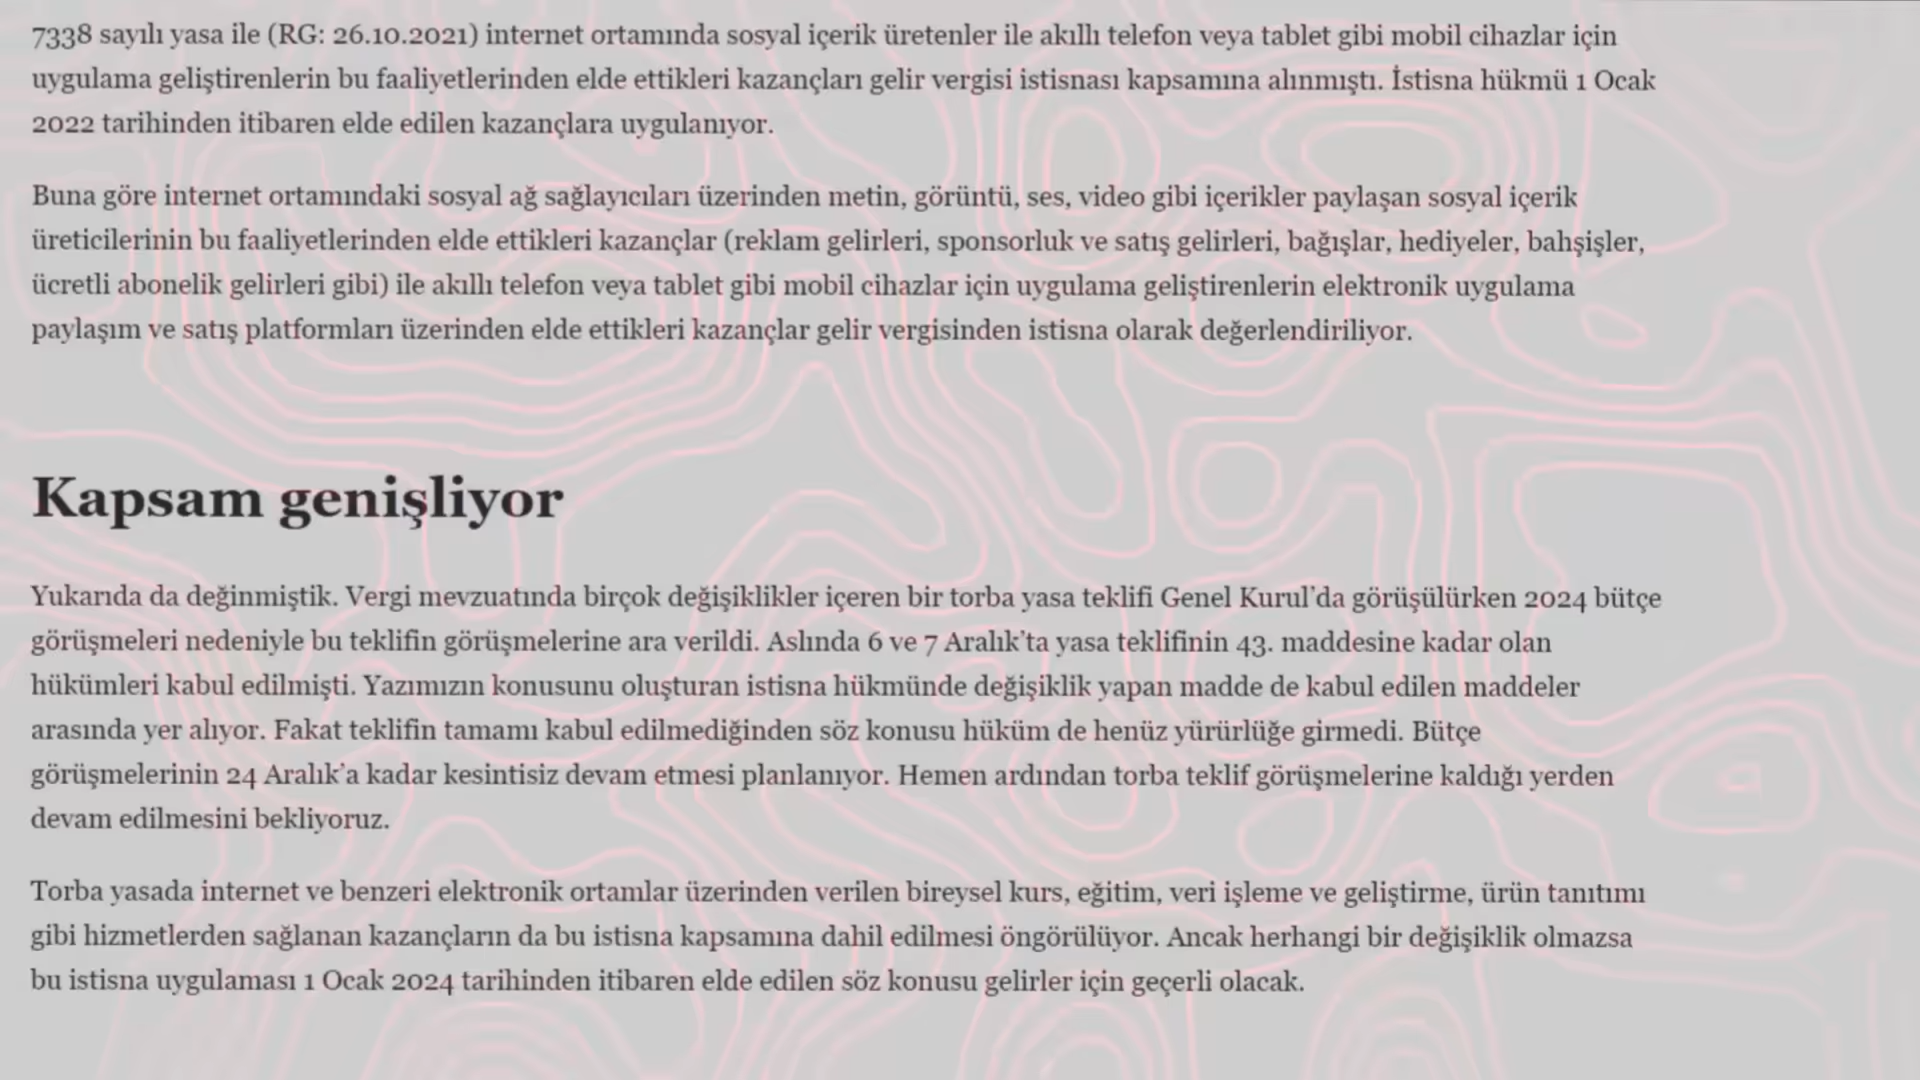 7338 sayılı yasa ile (RG: 26.10.2021) internet ortamında sosyal içerik üretenler ile akıllı telefon veya tablet gibi mobil cihazlar için
uygulama geliştirenlerin bu faaliyetlerinden elde ettikleri kazançları gelir vergisi istisnası kapsamına alınmıştı. İstisna hükmü 1 Ocak
2022 tarihinden itibaren elde edilen kazançlara uygulanıyor.
Buna göre internet ortamındaki sosyal ağ sağlayıcıları üzerinden metin, görüntü, ses, video gibi içerikler paylaşan sosyal içerik
üreticilerinin bu faaliyetlerinden elde ettikleri kazançlar (reklam gelirleri, sponsorluk ve satış gelirleri, bağışlar, hediyeler, bahşişler,
ücretli abonelik gelirleri gibi) ile akıllı telefon veya tablet gibi mobil cihazlar için uygulama geliştirenlerin elektronik uygulama
paylaşım ve satış platformları üzerinden elde ettikleri kazançlar gelir vergisinden istisna olarak değerlendiriliyor.
Kapsam genişliyor
Yukarıda da değinmiştik. Vergi mevzuatında birçok değişiklikler içeren bir torba yasa teklifi Genel Kurul’da görüşülürken 2024 bütçe
görüşmeleri nedeniyle bu teklifin görüşmelerine ara verildi. Aslında 6 ve 7 Aralık’ta yasa teklifinin 43. maddesine kadar olan
hükümleri kabul edilmişti. Yazımızın konusunu oluşturan istisna hükmünde değişiklik yapan madde de kabul edilen maddeler
arasında yer alıyor. Fakat teklifin tamamı kabul edilmediğinden söz konusu hüküm de henüz yürürlüğe girmedi. Bütçe
görüşmelerinin 24 Aralık’a kadar kesintisiz devam etmesi planlanıyor. Hemen ardından torba teklif görüşmelerine kaldığı yerden
devam edilmesini bekliyoruz.
Torba yasada internet ve benzeri elektronik ortamlar üzerinden verilen bireysel kurs, eğitim, veri işleme ve geliştirme, ürün tanıtımı
gibi hizmetlerden sağlanan kazançların da bu istisna kapsamına dahil edilmesi öngörülüyor. Ancak herhangi bir değişiklik olmazsa
bu istisna uygulaması 1 Ocak 2024 tarihinden itibaren elde edilen söz konusu gelirler için geçerli olacak.